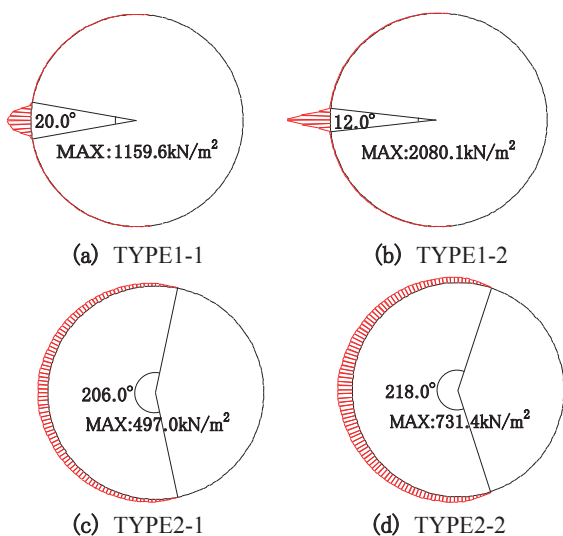 20.0°
MAX:1159.6kN/m²
(a) TYPE1-1
12.0°
MAX:2080.1kN/m²
(b) TYPE1-2
206.0°
MAX:497.0kN/m²
(c) TYPE2-1
218.0°
MAX:731.4kN/m²
(d) TYPE2-2